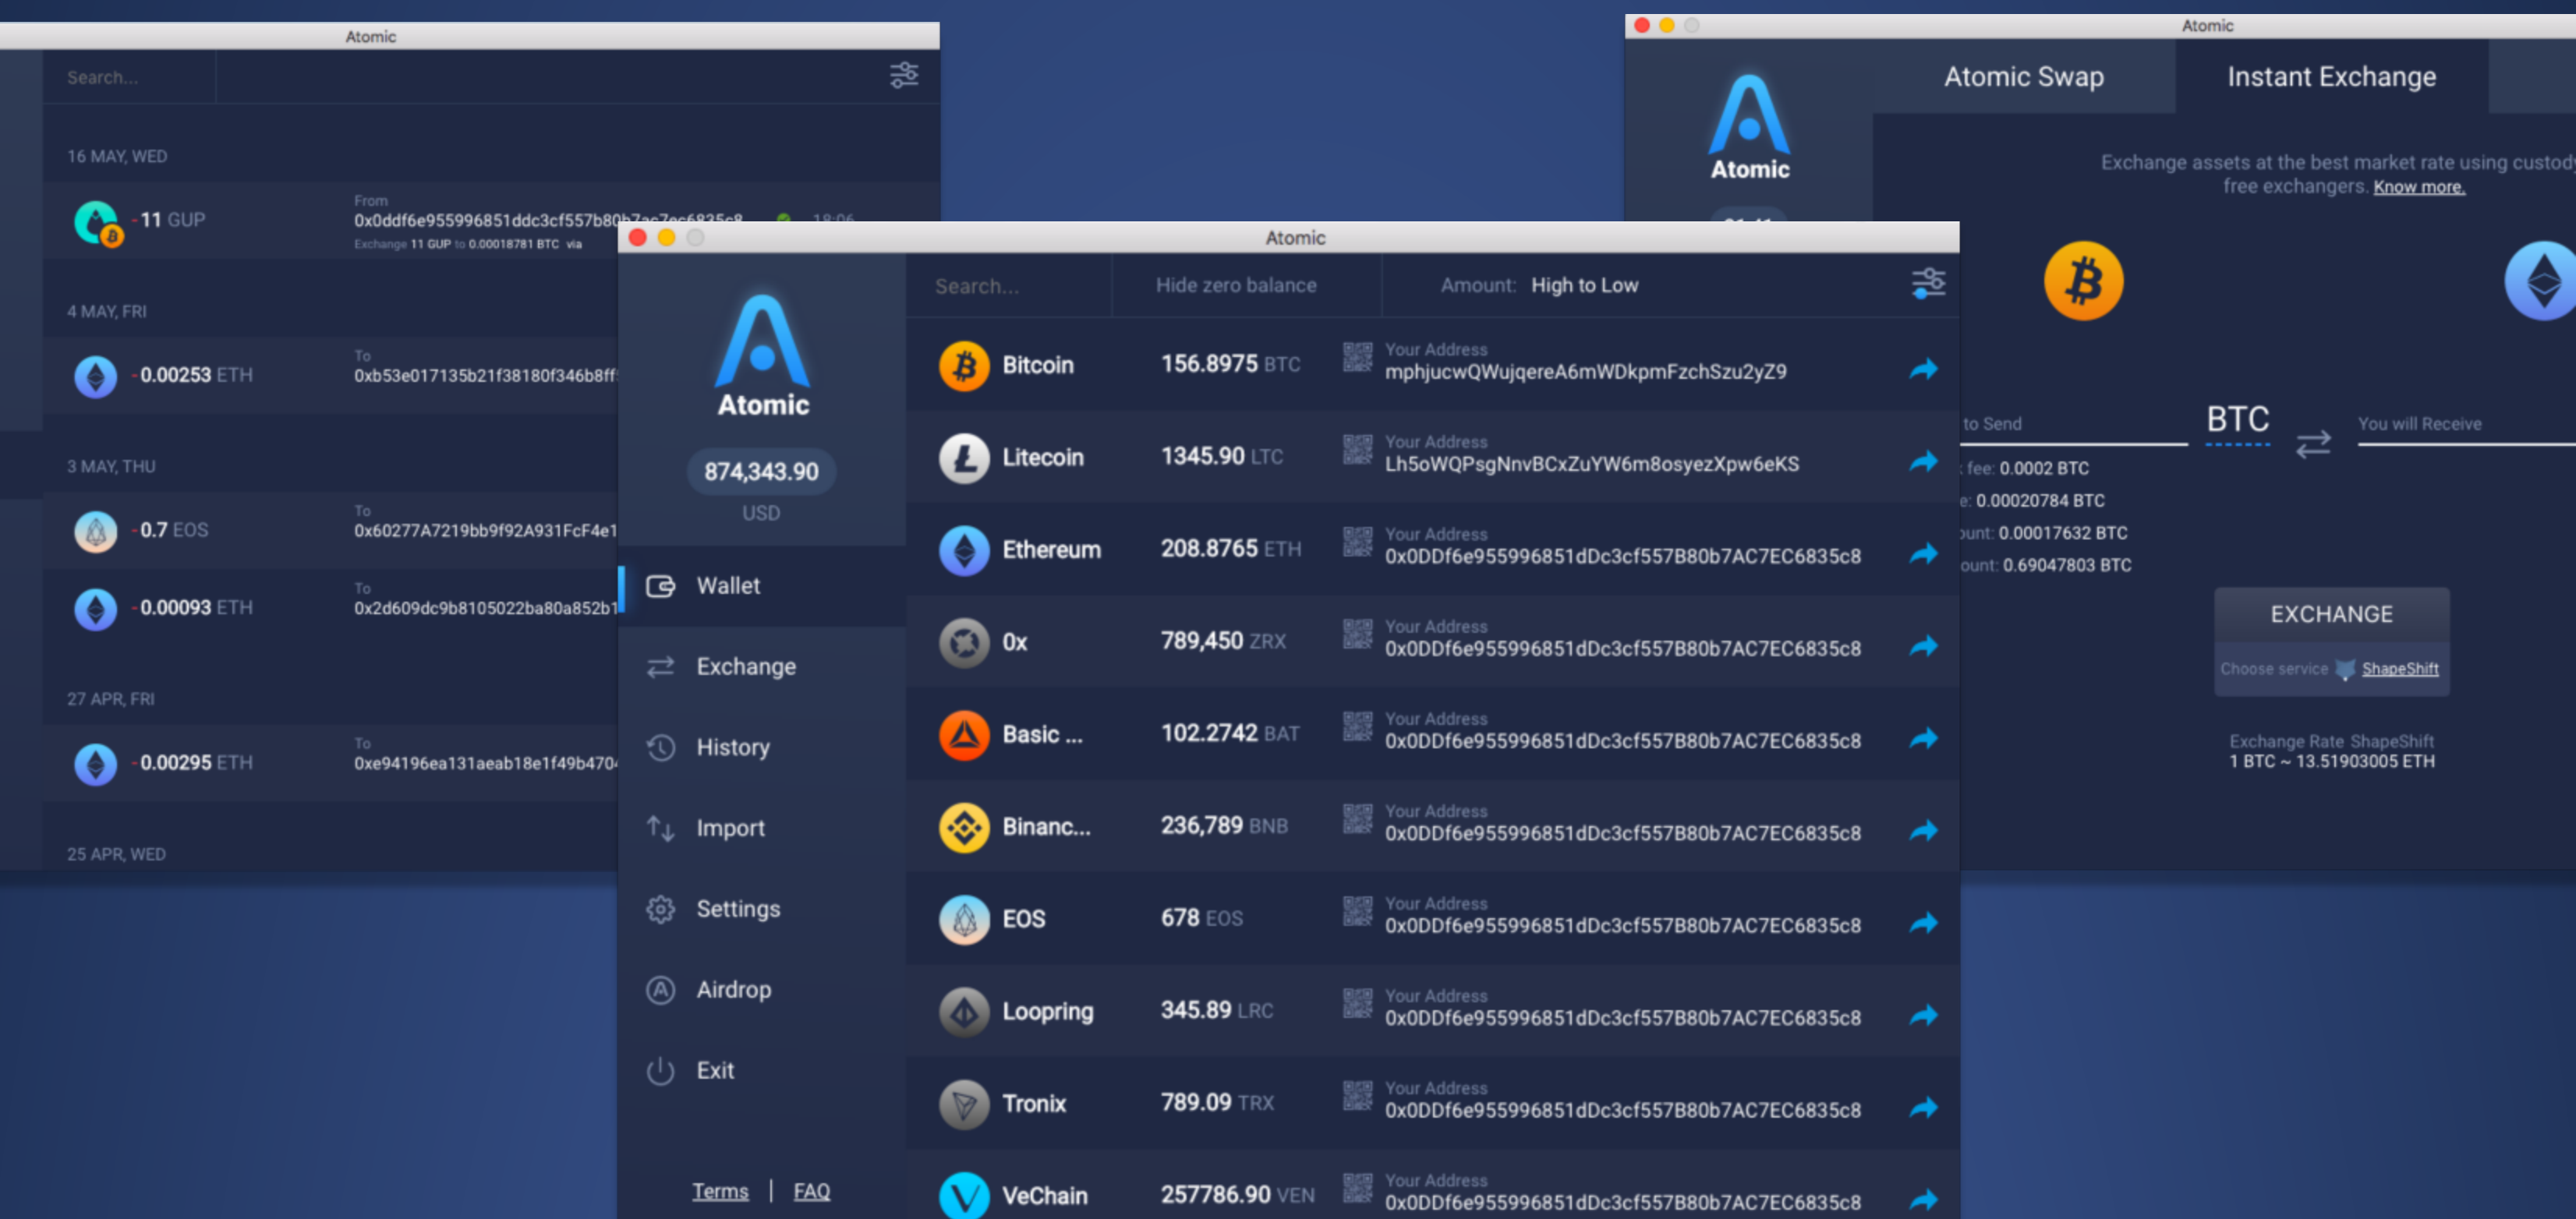 Atomic
Search...
16 MAY, WED
-11 GUP
From
Exchange 11 GUP to 0.00018781 BTC via
18:06
4 MAY, FRI
-0.00253 ETH
To
0xb53e017135b21f38180f346b8ff
3 MAY, THU
-0.7 EOS
To
0x60277A7219bb9f92A931FcF4e1
-0.00093 ETH
To
0x2d609dc9b8105022ba80a852b1
27 APR, FRI
-0.00295 ETH
To
0xe94196ea131aeab18e1f49b470
25 APR, WED
Atomic
Atomic
874,343.90
USD
Wallet
Exchange
History
Import
Settings
Airdrop
Exit
Terms | FAQ
Search...
Hide zero balance
Amount: High to Low
Bitcoin 156.8975 BTC
Your Address
mphjucwQWujqereA6mWDkpmFzchSzu2yZ9
Litecoin 1345.90 LTC
Your Address
Lh5oWQPsgNnvBCxZuYW6m8osyezXpw6eKS
Ethereum 208.8765 ETH
Your Address
0x0DDf6e955996851dDc3cf557B80b7AC7EC6835c8
0x 789,450 ZRX
Your Address
0x0DDf6e955996851dDc3cf557B80b7AC7EC6835c8
Basic ... 102.2742 BAT
Your Address
0x0DDf6e955996851dDc3cf557B80b7AC7EC6835c8
Binanc... 236,789 BNB
Your Address
0x0DDf6e955996851dDc3cf557B80b7AC7EC6835c8
EOS 678 EOS
Your Address
0x0DDf6e955996851dDc3cf557B80b7AC7EC6835c8
Loopring 345.89 LRC
Your Address
0x0DDf6e955996851dDc3cf557B80b7AC7EC6835c8
Tronix 789.09 TRX
Your Address
0x0DDf6e955996851dDc3cf557B80b7AC7EC6835c8
VeChain 257786.90 VEN
Your Address
0x0DDf6e955996851dDc3cf557B80b7AC7EC6835c8
Atomic
Atomic
Atomic Swap
Instant Exchange
Exchange assets at the best market rate using custody
free exchangers. Know more.
to Send
BTC
You will Receive
fee: 0.0002 BTC
e: 0.00020784 BTC
ount: 0.00017632 BTC
ount: 0.69047803 BTC
EXCHANGE
Choose service ShapeShift
Exchange Rate ShapeShift
1 BTC ~ 13.51903005 ETH